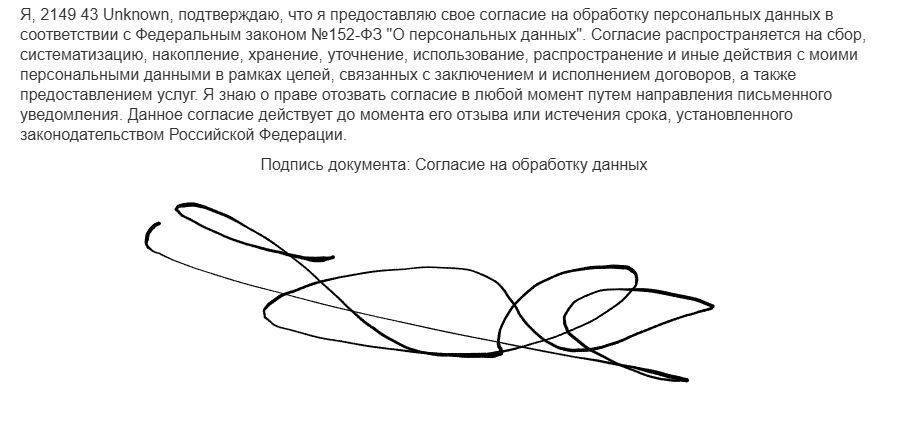 Я, 2149 43 Unknown, подтверждаю, что я предоставляю свое согласие на обработку персональных данных в
соответствии с Федеральным законом №152-ФЗ "О персональных данных". Согласие распространяется на сбор,
систематизацию, накопление, хранение, уточнение, использование, распространение и иные действия с моими
персональными данными в рамках целей, связанных с заключением и исполнением договоров, а также
предоставлением услуг. Я знаю о праве отозвать согласие в любой момент путем направления письменного
уведомления. Данное согласие действует до момента его отзыва или истечения срока, установленного
законодательством Российской Федерации.
Подпись документа: Согласие на обработку данных